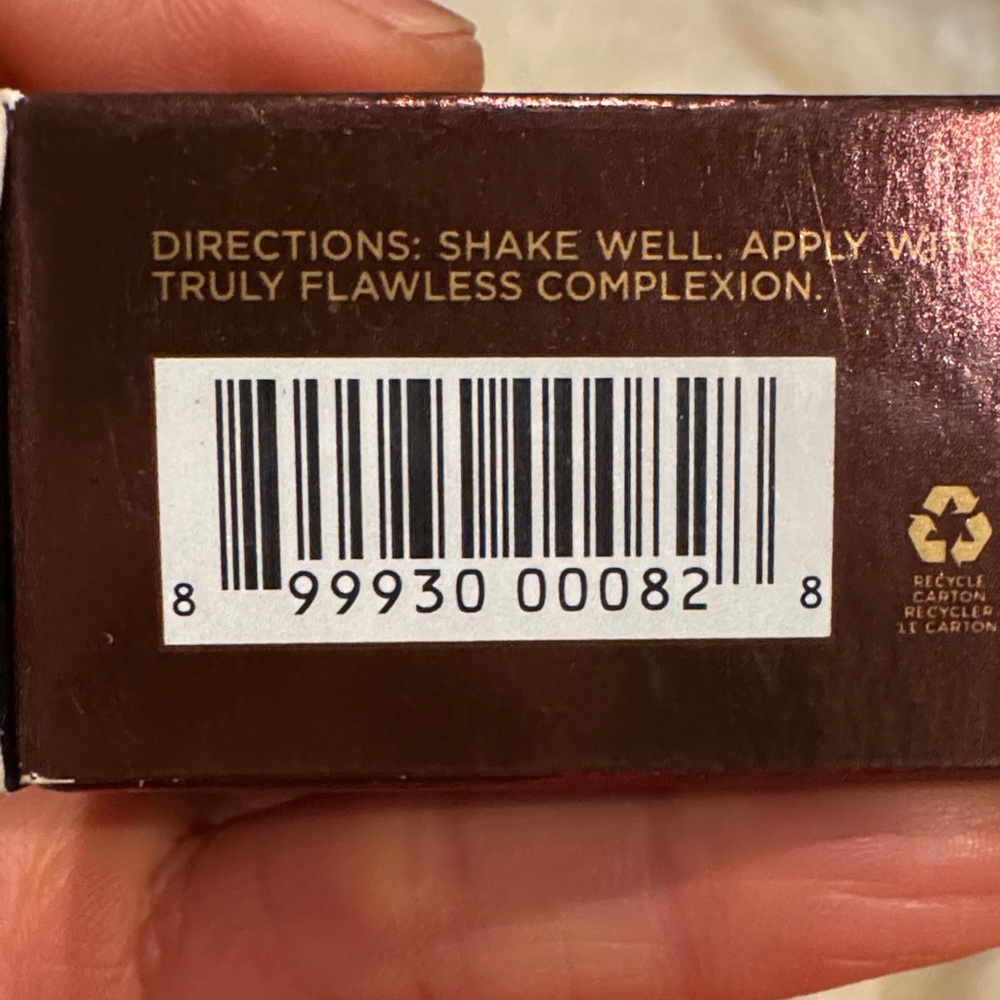 DIRECTIONS: SHAKE WELL. APPLY
TRULY FLAWLESS COMPLEXION.
8 99930 00082 8
RECYCLE
CARTON
RECYCLER
LE CARTON